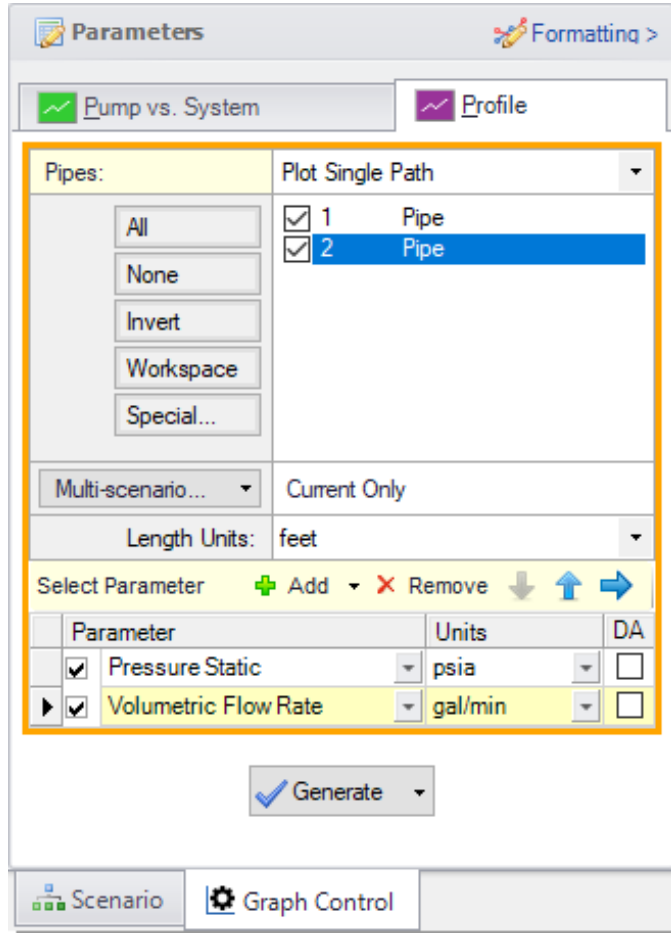 Parameters Formatting >
Pump vs. System Profile
Pipes: Plot Single Path
All 1 Pipe
2 Pipe
None
Invert
Workspace
Special...
Multi-scenario... Current Only
Length Units: feet
Select Parameter Add Remove
Parameter Units DA
Pressure Static psia
Volumetric Flow Rate gal/min
Generate
Scenario Graph Control